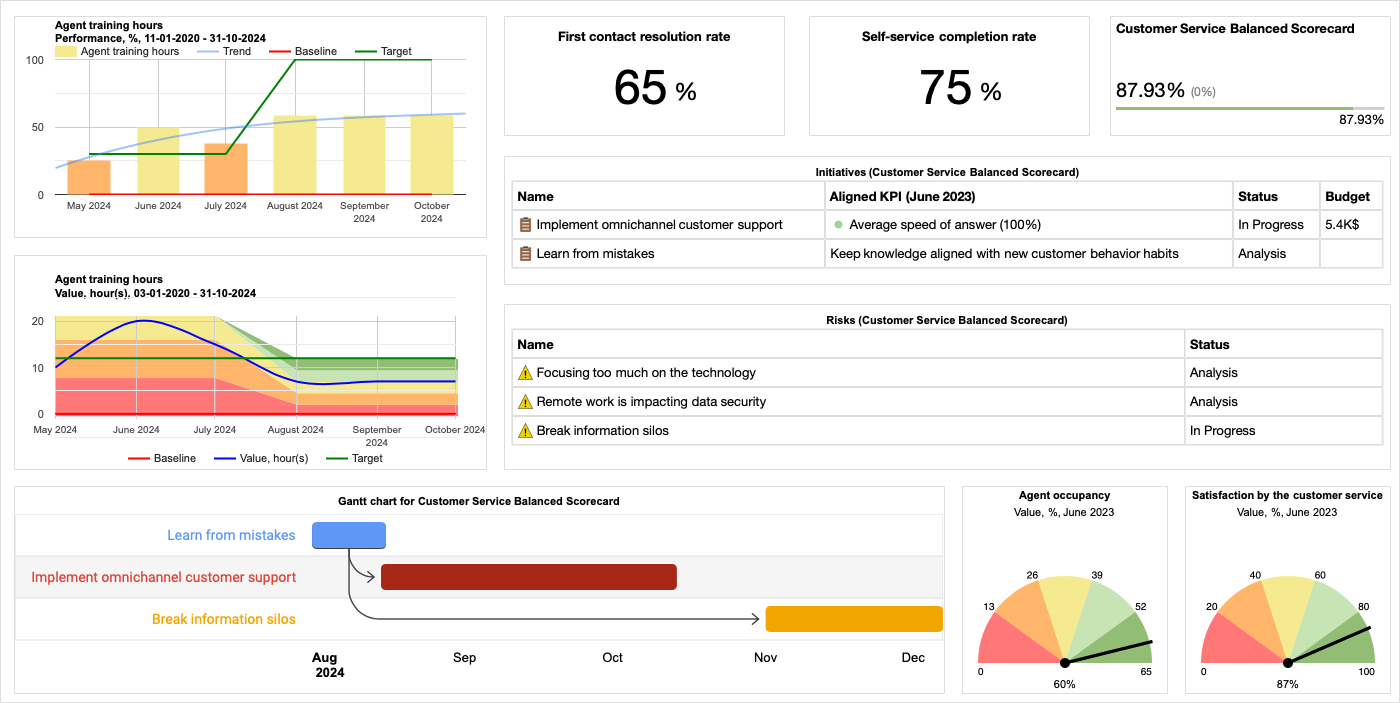 Agent training hours
Performance, %, 11-01-2020 - 31-10-2024
Agent training hours Trend Baseline Target
100
50
0
May 2024 June 2024 July 2024 August 2024 September 2024 October 2024
First contact resolution rate
65 %
Self-service completion rate
75 %
Customer Service Balanced Scorecard
87.93% (0%)
87.93%
Initiatives (Customer Service Balanced Scorecard)
Name Aligned KPI (June 2023) Status Budget
Implement omnichannel customer support Average speed of answer (100%) In Progress 5.4K$
Learn from mistakes Keep knowledge aligned with new customer behavior habits Analysis
Agent training hours
Value, hour(s), 03-01-2020 - 31-10-2024
20
10
0
May 2024 June 2024 July 2024 August 2024 September 2024 October 2024
Baseline Value, hour(s) Target
Risks (Customer Service Balanced Scorecard)
Name Status
Focusing too much on the technology Analysis
Remote work is impacting data security Analysis
Break information silos In Progress
Gantt chart for Customer Service Balanced Scorecard
Learn from mistakes
Implement omnichannel customer support
Break information silos
Aug 2024 Sep Oct Nov Dec
Agent occupancy
Value, %, June 2023
0 13 26 39 52 65
60%
Satisfaction by the customer service
Value, %, June 2023
0 20 40 60 80 100
87%